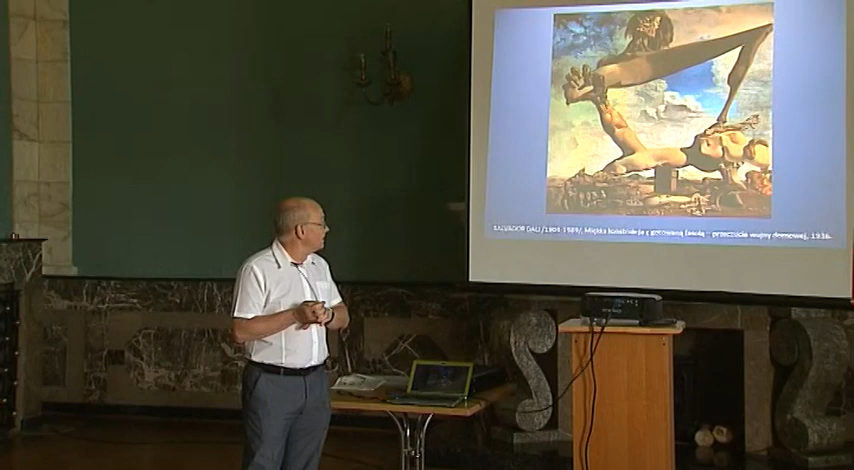 SALVADOR DALI /1904-1989/, Miękka konstrukcja z gotowaną fasolą – przeczucie wojny domowej, 1936.